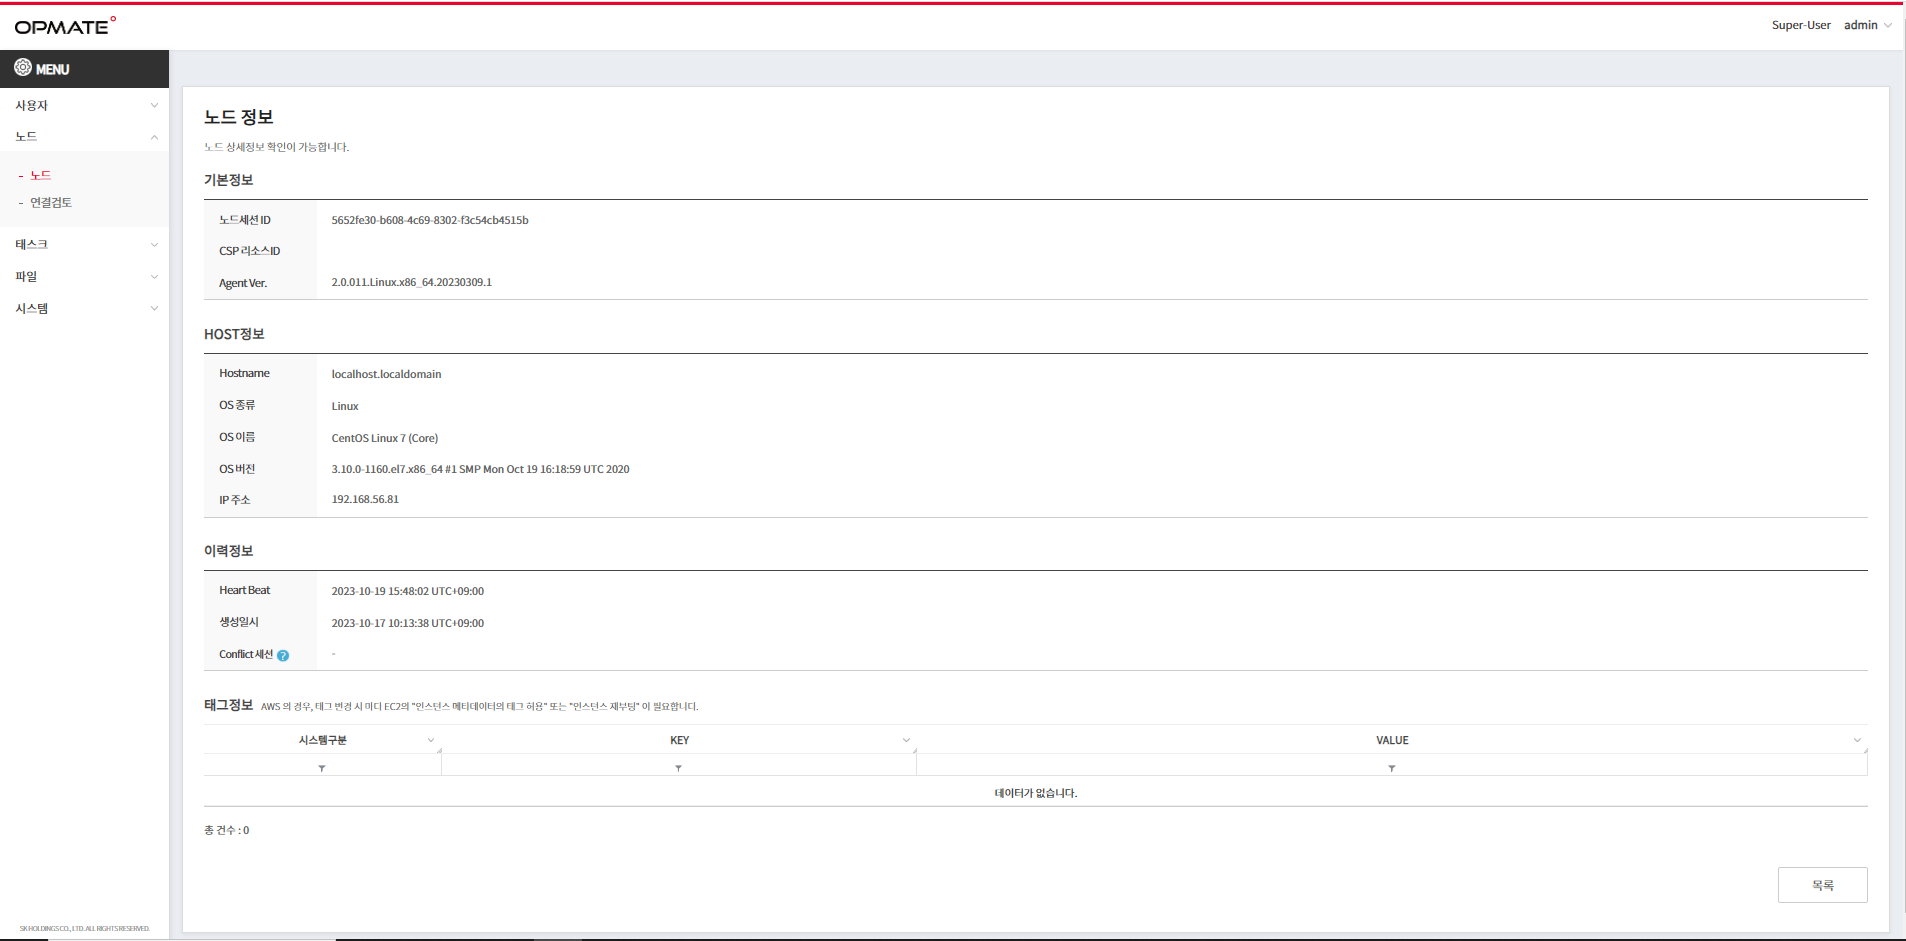 OPMATE
Super-User admin
MENU
사용자
노드
- 노드
- 연결검토
태스크
파일
시스템
노드 정보
노드 상세정보 확인이 가능합니다.
기본정보
노드세션 ID 5652fe30-b608-4c69-8302-f3c54cb4515b
CSP 리소스ID
Agent Ver. 2.0.011.Linux.x86_64.20230309.1
HOST정보
Hostname localhost.localdomain
OS 종류 Linux
OS 이름 CentOS Linux 7 (Core)
OS 버전 3.10.0-1160.el7.x86_64 #1 SMP Mon Oct 19 16:18:59 UTC 2020
IP 주소 192.168.56.81
이력정보
Heart Beat 2023-10-19 15:48:02 UTC+09:00
생성일시 2023-10-17 10:13:38 UTC+09:00
Conflict 세션 ? -
태그정보 AWS 의 경우, 태그 변경 시 미디 EC2의 "인스턴스 메타데이터의 태그 허용" 또는 "인스턴스 재부팅" 이 필요합니다.
시스템구분 KEY VALUE
데이터가 없습니다.
총 건수 : 0
목록
SK HOLDINGS CO., LTD. ALL RIGHTS RESERVED.